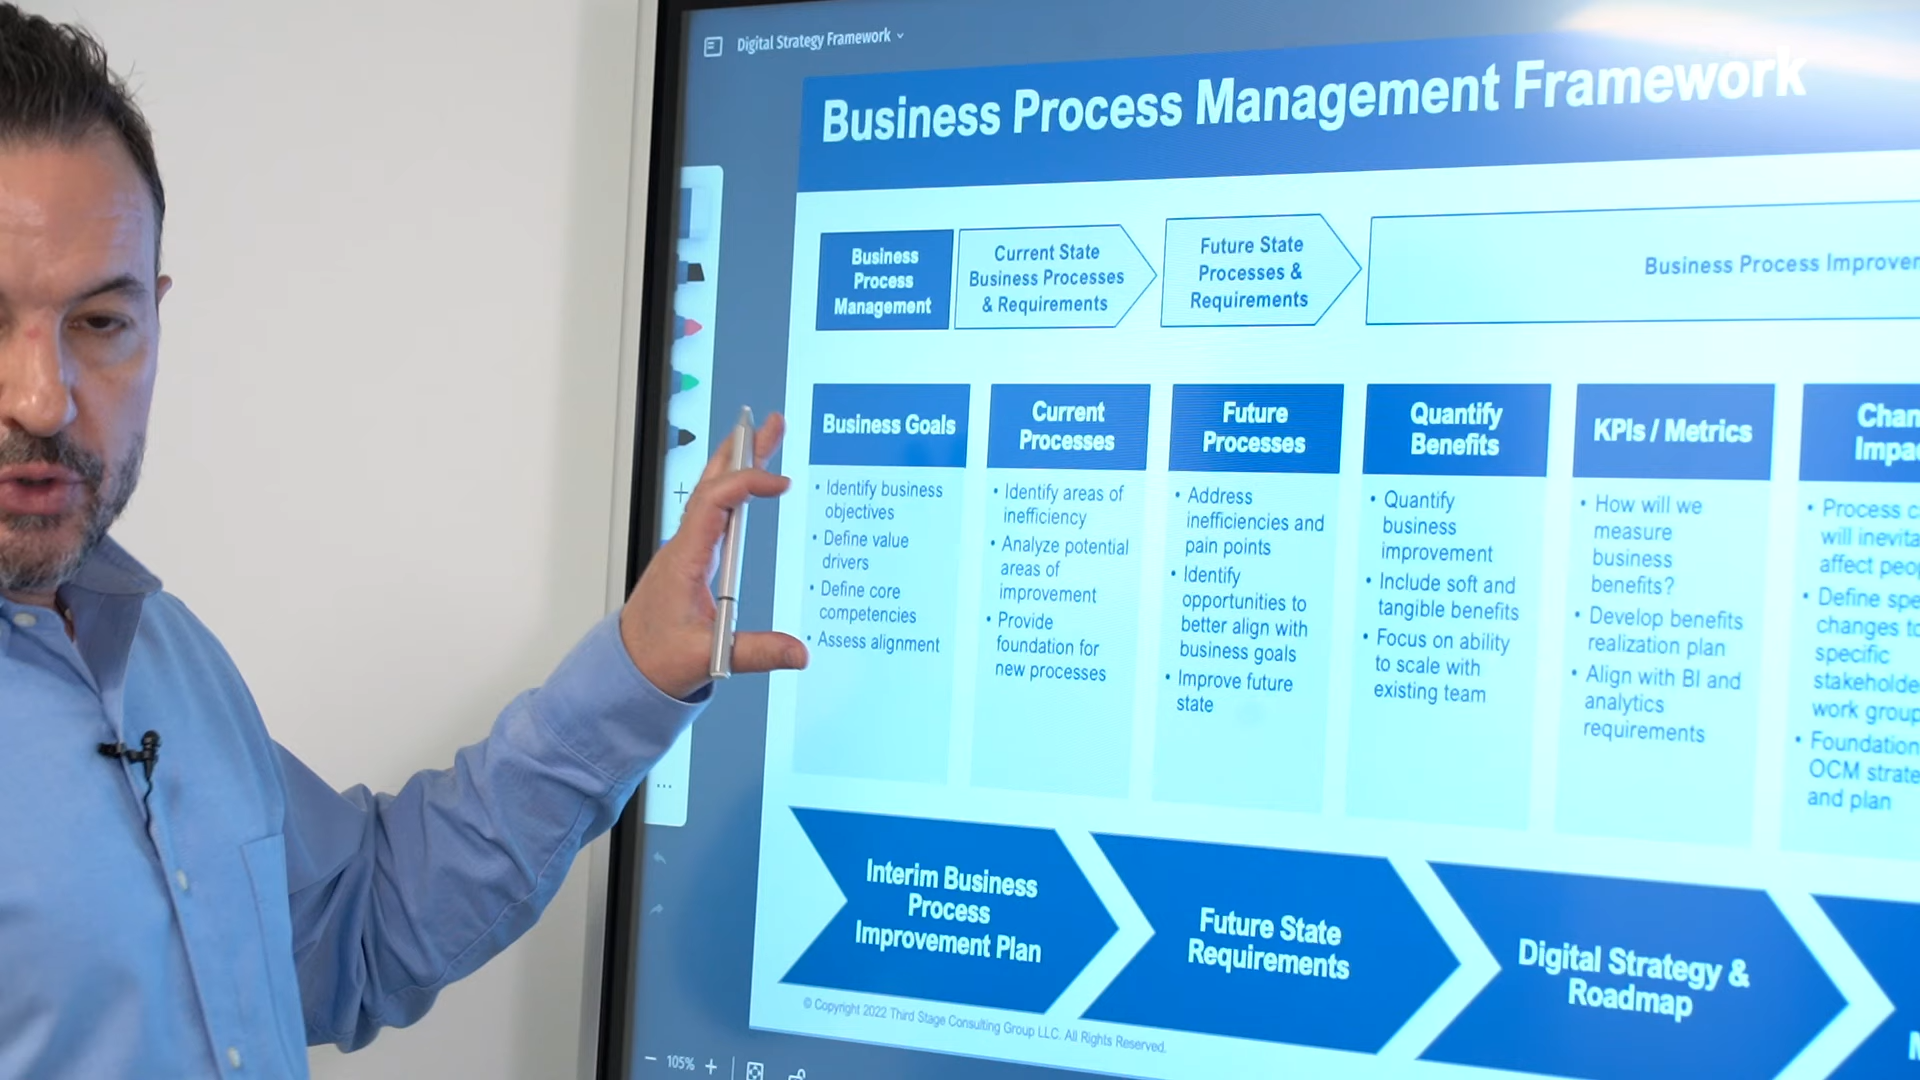 Digital Strategy Framework
Business Process Management Framework
Business
Process
Management
Current State
Business Processes
& Requirements
Future State
Processes &
Requirements
Business Process
Business Goals
• Identify business
objectives
• Define value
drivers
• Define core
competencies
• Assess alignment
Current
Processes
• Identify areas of
inefficiency
• Analyze potential
areas of
improvement
• Provide
foundation for
new processes
Future
Processes
• Address
inefficiencies and
pain points
• Identify
opportunities to
better align with
business goals
• Improve future
state
Quantify
Benefits
• Quantify
business
improvement
• Include soft and
tangible benefits
• Focus on ability
to scale with
existing team
KPIs / Metrics
• How will we
measure
business
benefits?
• Develop benefits
realization plan
• Align with BI and
analytics
requirements
• Process
will
affect
• Define
changes
specific
work
• Foundation
OCM
and plan
Interim Business
Process
Improvement Plan
Future State
Requirements
Digital Strategy &
Roadmap
© Copyright 2022 Third Stage Consulting Group LLC. All Rights Reserved.
105%